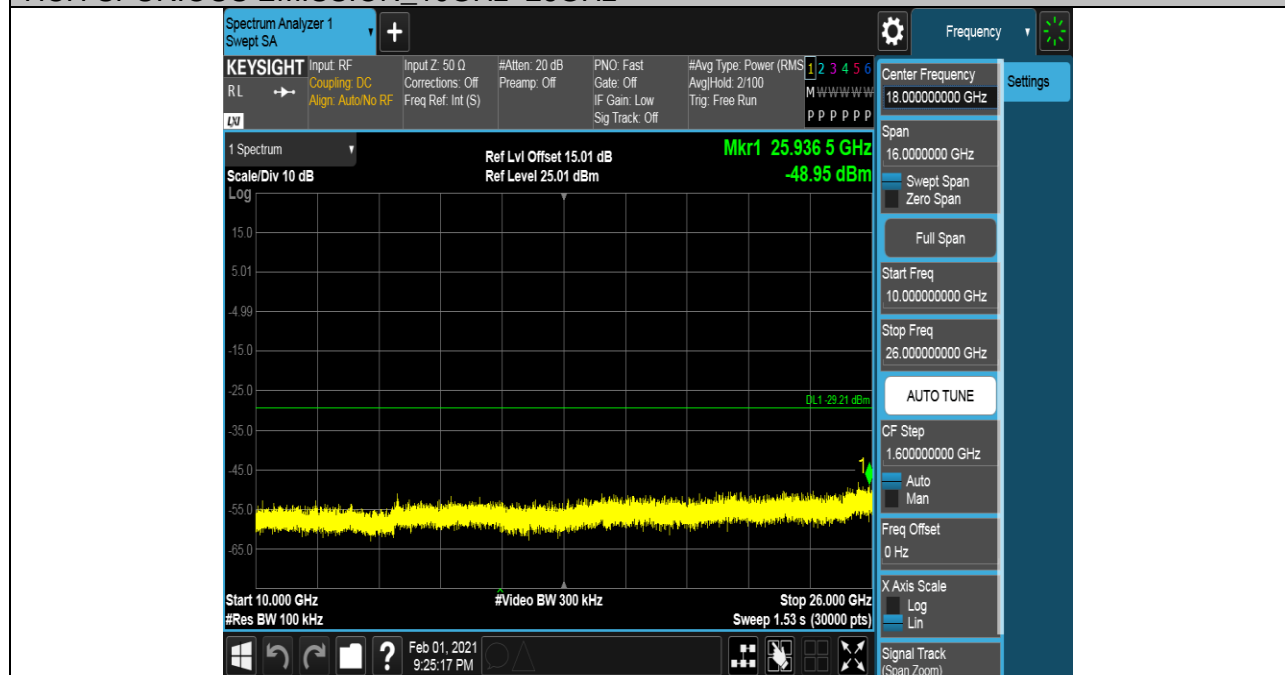 Spectrum Analyzer 1
Swept SA
+
Frequency
KEYSIGHT
RL
LXI
Input: RF
Coupling: DC
Align: Auto/No RF
Input Z: 50 Ω
Corrections: Off
Freq Ref: Int (S)
#Atten: 20 dB
Preamp: Off
PNO: Fast
Gate: Off
IF Gain: Low
Sig Track: Off
#Avg Type: Power (RMS
Avg|Hold: 2/100
Trig: Free Run
1 2 3 4 5 6
M W W W W W
P P P P P P
Center Frequency
18.000000000 GHz
Settings
1 Spectrum
Scale/Div 10 dB
Ref Lvl Offset 15.01 dB
Ref Level 25.01 dBm
Mkr1 25.936 5 GHz
-48.95 dBm
Log
15.0
5.01
-4.99
-15.0
-25.0
-35.0
-45.0
-55.0
-65.0
DL1 -29.21 dBm
1
Start 10.000 GHz
#Res BW 100 kHz
#Video BW 300 kHz
Stop 26.000 GHz
Sweep 1.53 s (30000 pts)
Span
16.0000000 GHz
Swept Span
Zero Span
Full Span
Start Freq
10.000000000 GHz
Stop Freq
26.000000000 GHz
AUTO TUNE
CF Step
1.600000000 GHz
Auto
Man
Freq Offset
0 Hz
X Axis Scale
Log
Lin
Signal Track
(Span Zoom)
?
Feb 01, 2021
9:25:17 PM